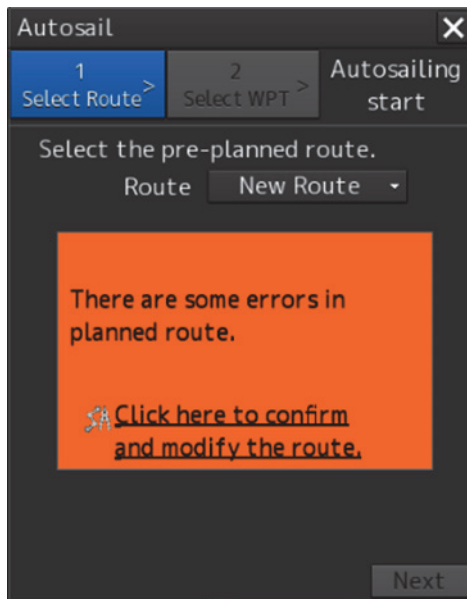 Autosail
1
Select Route >
2
Select WPT >
Autosailing
start
Select the pre-planned route.
Route New Route
There are some errors in
planned route.
Click here to confirm
and modify the route.
Next